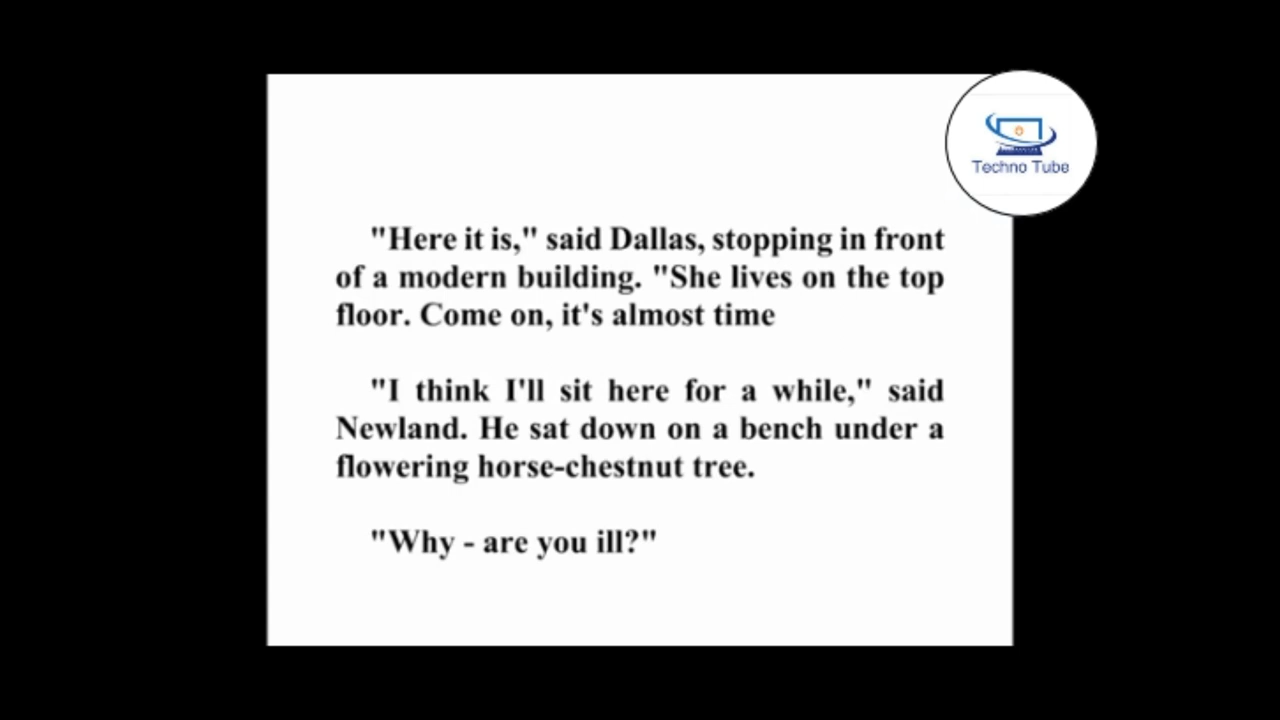 Techno Tube
"Here it is," said Dallas, stopping in front
of a modern building. "She lives on the top
floor. Come on, it's almost time
"I think I'll sit here for a while," said
Newland. He sat down on a bench under a
flowering horse-chestnut tree.
"Why - are you ill?"